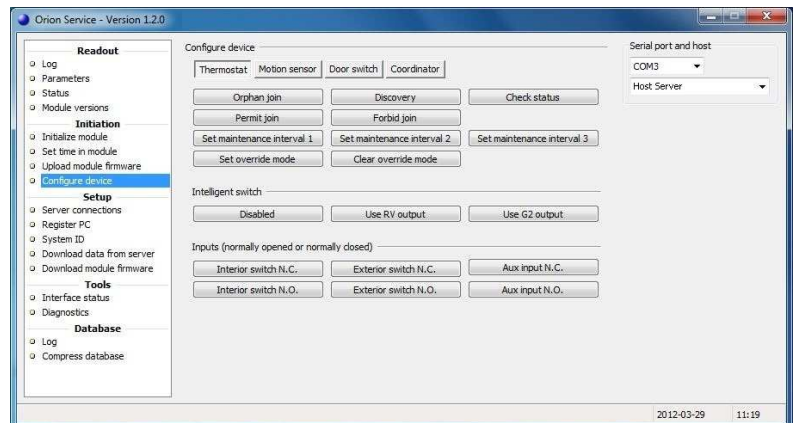 Orion Service - Version 1.2.0
Readout
Log
Parameters
Status
Module versions
Initiation
Initialize module
Set time in module
Upload module firmware
Configure device
Setup
Server connections
Register PC
System ID
Download data from server
Download module firmware
Tools
Interface status
Diagnostics
Database
Log
Compress database
Configure device
Thermostat Motion sensor Door switch Coordinator
Orphan join Discovery Check status
Permit join Forbid join
Set maintenance interval 1 Set maintenance interval 2 Set maintenance interval 3
Set override mode Clear override mode
Intelligent switch
Disabled Use RV output Use G2 output
Inputs (normally opened or normally closed)
Interior switch N.C. Exterior switch N.C. Aux input N.C.
Interior switch N.O. Exterior switch N.O. Aux input N.O.
Serial port and host
COM3
Host Server
2012-03-29 11:19